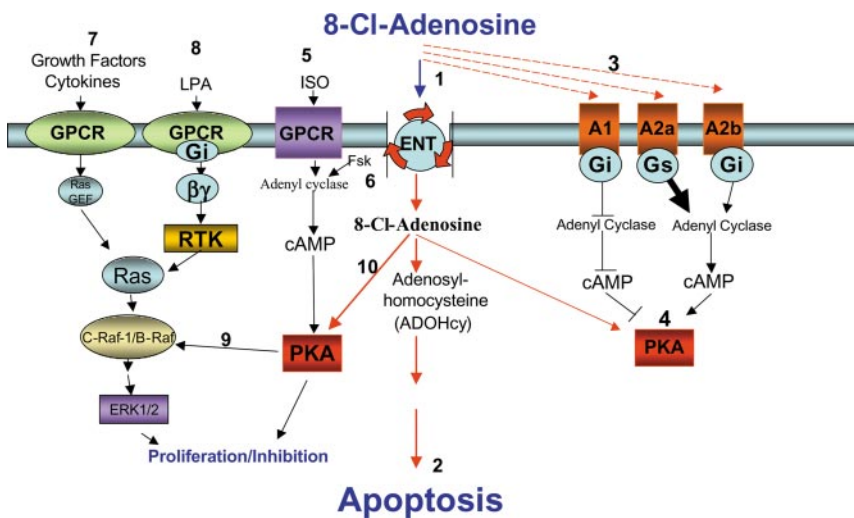 8-Cl-Adenosine
7
Growth Factors
Cytokines
8
LPA
5
ISO
1
3
GPCR
GPCR
Gi
GPCR
ENT
A1
A2a
A2b
Gi
Gs
Gi
Ras
GEF
βγ
Fsk
6
Adenyl cyclase
RTK
cAMP
8-Cl-Adenosine
Adenyl Cyclase
Adenyl Cyclase
Ras
10
Adenosyl-
homocysteine
(ADOHcy)
cAMP
cAMP
C-Raf-1/B-Raf
9
PKA
4
PKA
ERK1/2
Proliferation/Inhibition
2
Apoptosis